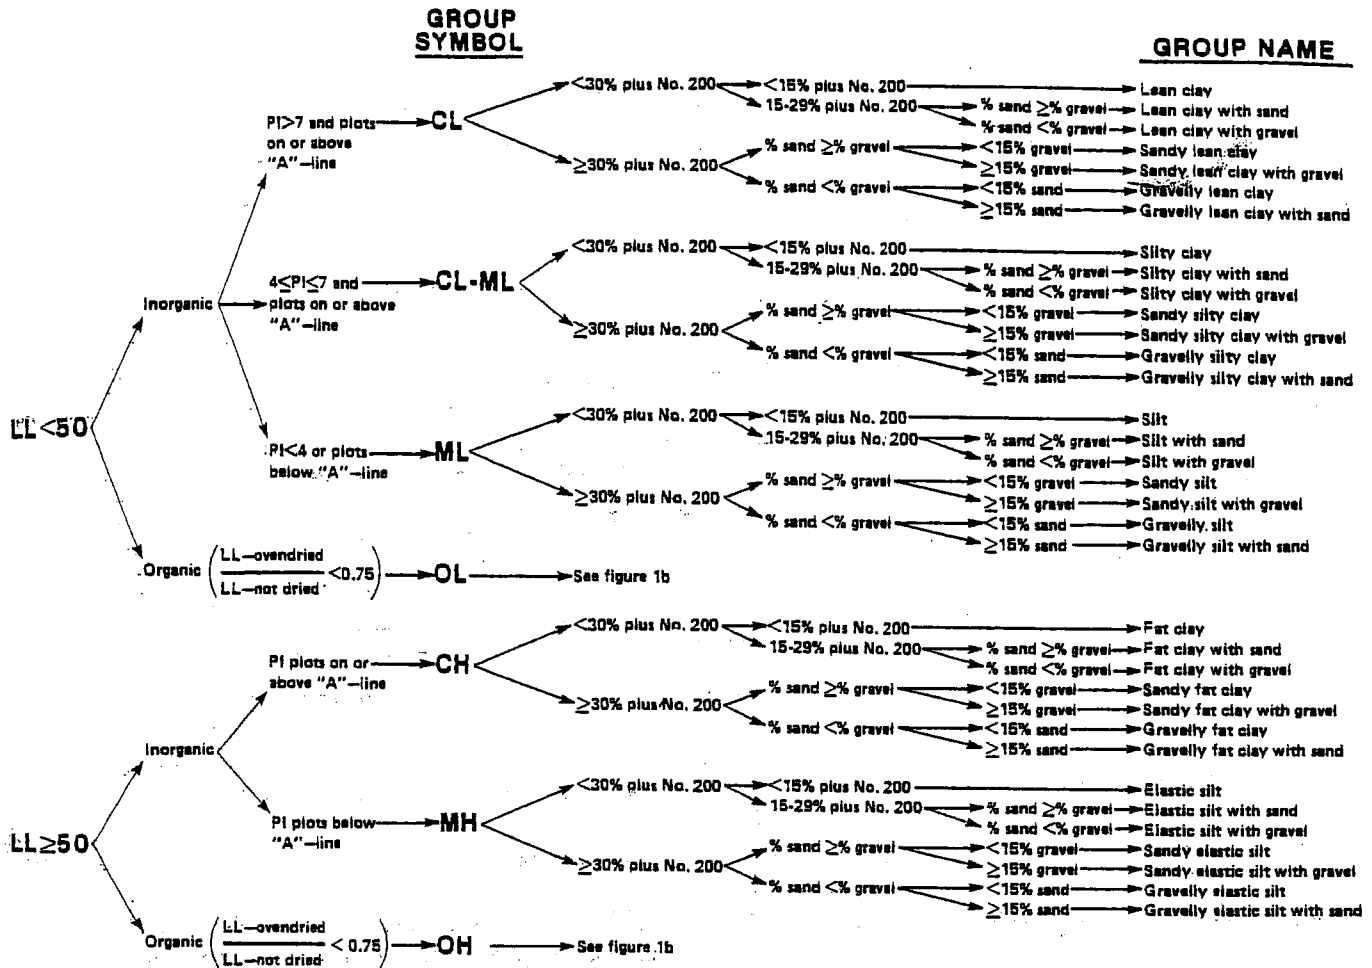 GROUP
SYMBOL
GROUP NAME
LL<50
Inorganic
PI>7 and plots
on or above
"A"—line
CL
<30% plus No. 200
<15% plus No. 200
Lean clay
15-29% plus No. 200
% sand ≥% gravel
Lean clay with sand
% sand <% gravel
Lean clay with gravel
≥30% plus No. 200
% sand ≥% gravel
<15% gravel
Sandy lean clay
≥15% gravel
Sandy lean clay with gravel
% sand <% gravel
<15% sand
Gravelly lean clay
≥15% sand
Gravelly lean clay with sand
4≤PI≤7 and
plots on or above
"A"—line
CL-ML
<30% plus No. 200
<15% plus No. 200
Silty clay
15-29% plus No. 200
% sand ≥% gravel
Silty clay with sand
% sand <% gravel
Silty clay with gravel
≥30% plus No. 200
% sand ≥% gravel
<15% gravel
Sandy silty clay
≥15% gravel
Sandy silty clay with gravel
% sand <% gravel
<15% sand
Gravelly silty clay
≥15% sand
Gravelly silty clay with sand
PI<4 or plots
below "A"—line
ML
<30% plus No. 200
<15% plus No. 200
Silt
15-29% plus No. 200
% sand ≥% gravel
Silt with sand
% sand <% gravel
Silt with gravel
≥30% plus No. 200
% sand ≥% gravel
<15% gravel
Sandy silt
≥15% gravel
Sandy silt with gravel
% sand <% gravel
<15% sand
Gravelly silt
≥15% sand
Gravelly silt with sand
Organic
(LL—ovendried
LL—not dried
<0.75)
OL
See figure 1b
LL≥50
Inorganic
PI plots on or
above "A"—line
CH
<30% plus No. 200
<15% plus No. 200
Fat clay
15-29% plus No. 200
% sand ≥% gravel
Fat clay with sand
% sand <% gravel
Fat clay with gravel
≥30% plus No. 200
% sand ≥% gravel
<15% gravel
Sandy fat clay
≥15% gravel
Sandy fat clay with gravel
% sand <% gravel
<15% sand
Gravelly fat clay
≥15% sand
Gravelly fat clay with sand
PI plots below
"A"—line
MH
<30% plus No. 200
<15% plus No. 200
Elastic silt
15-29% plus No. 200
% sand ≥% gravel
Elastic silt with sand
% sand <% gravel
Elastic silt with gravel
≥30% plus No. 200
% sand ≥% gravel
<15% gravel
Sandy elastic silt
≥15% gravel
Sandy elastic silt with gravel
% sand <% gravel
<15% sand
Gravelly elastic silt
≥15% sand
Gravelly elastic silt with sand
Organic
(LL—ovendried
LL—not dried
< 0.75)
OH
See figure 1b